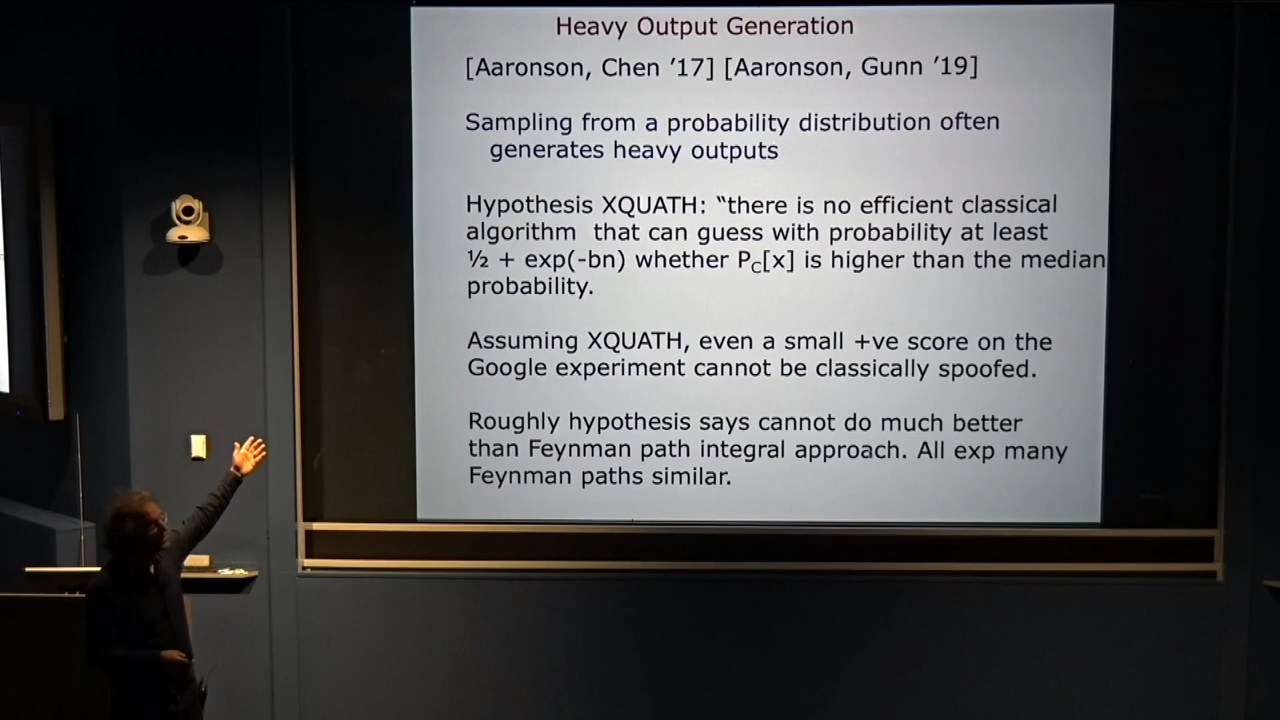 Heavy Output Generation
[Aaronson, Chen ’17] [Aaronson, Gunn ’19]
Sampling from a probability distribution often
generates heavy outputs
Hypothesis XQUATH: “there is no efficient classical
algorithm that can guess with probability at least
½ + exp(-bn) whether P_C[x] is higher than the median
probability.
Assuming XQUATH, even a small +ve score on the
Google experiment cannot be classically spoofed.
Roughly hypothesis says cannot do much better
than Feynman path integral approach. All exp many
Feynman paths similar.